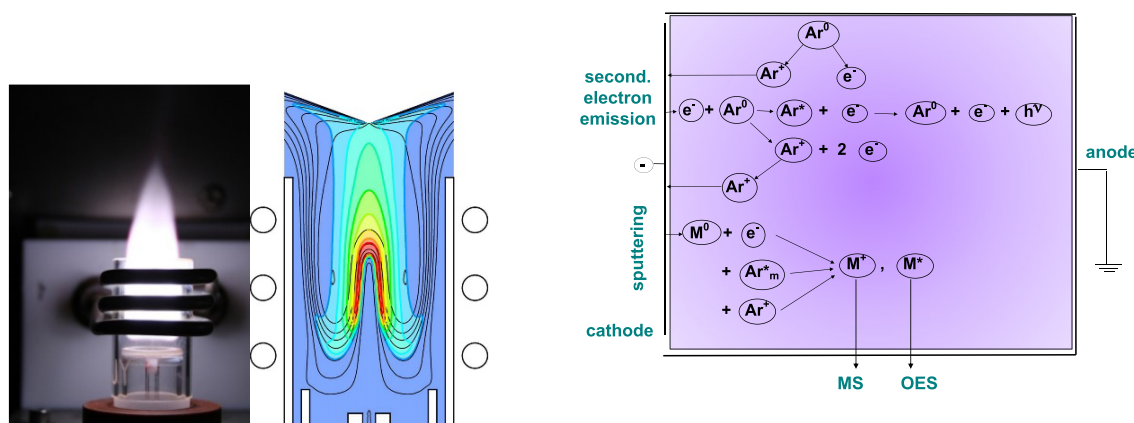 Ar⁰
Ar⁺ e⁻
second.
electron
emission
e⁻ + Ar⁰ Ar* + e⁻ Ar⁰ + e⁻ + hν
Ar⁺ + 2 e⁻
anode
-
Ar⁺
sputtering
M⁰ + e⁻
+ Ar*ₘ M⁺ , M*
+ Ar⁺
cathode
MS OES